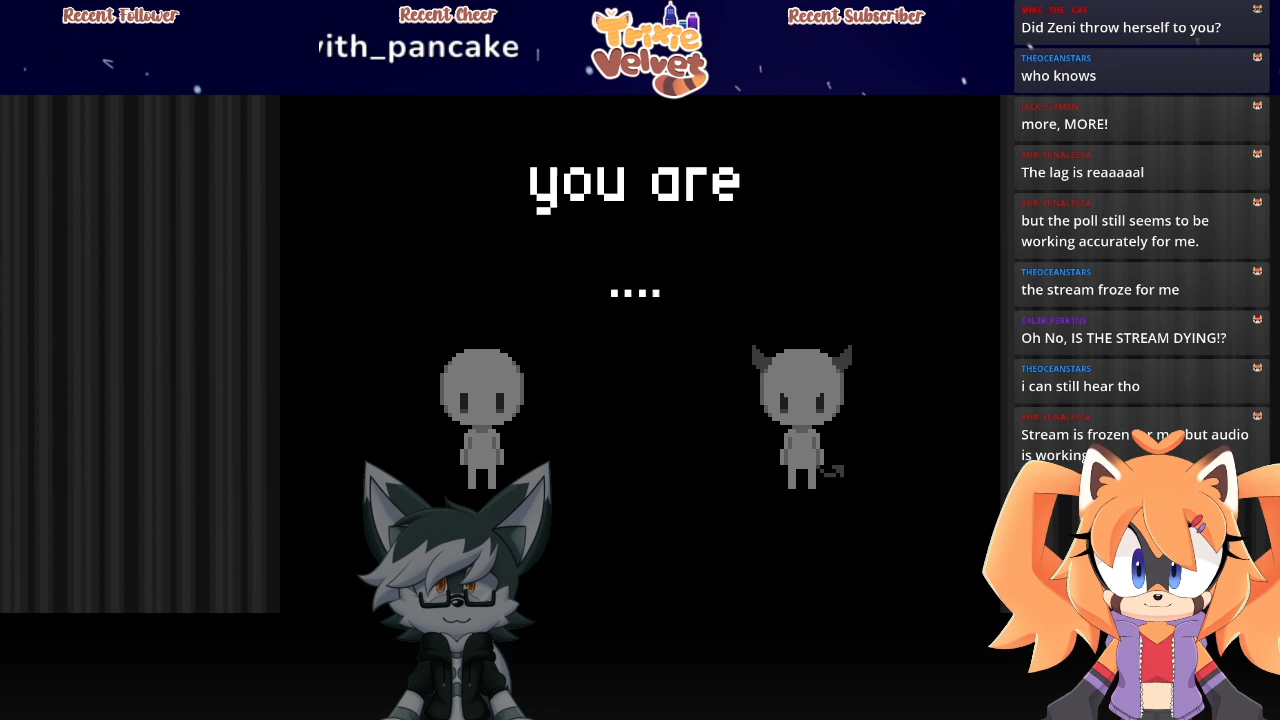 Recent Follower
Recent Cheer
ith_pancake
Trixie
Velvet
Recent Subscriber
you are
....
MIKE_THE_CAT
Did Zeni throw herself to you?
THEOCEANSTARS
who knows
more, MORE!
The lag is reaaaaal
but the poll still seems to be
working accurately for me.
THEOCEANSTARS
the stream froze for me
Oh No, IS THE STREAM DYING!?
THEOCEANSTARS
i can still hear tho
Stream is frozen but audio
is working